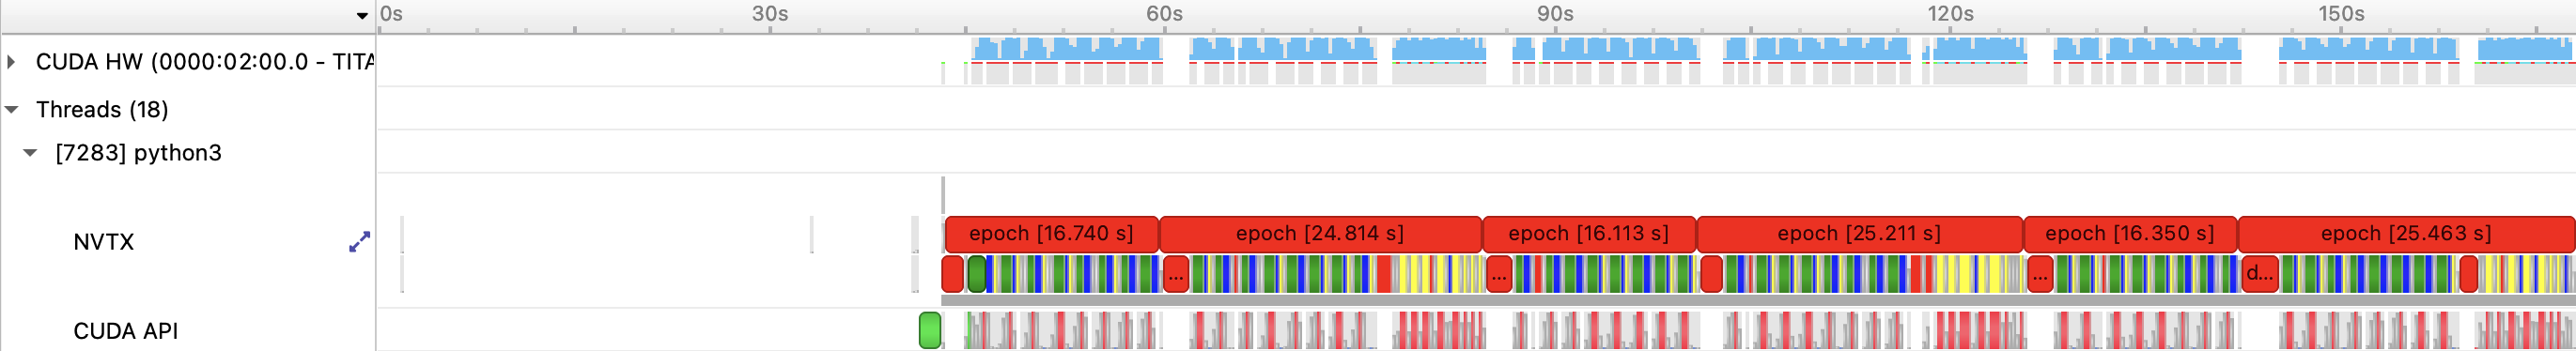 0s 30s 60s 90s 120s 150s
CUDA HW (0000:02:00.0 - TITA
Threads (18)
[7283] python3
NVTX
epoch [16.740 s] epoch [24.814 s] epoch [16.113 s] epoch [25.211 s] epoch [16.350 s] epoch [25.463 s]
... ... ... ... d...
CUDA API